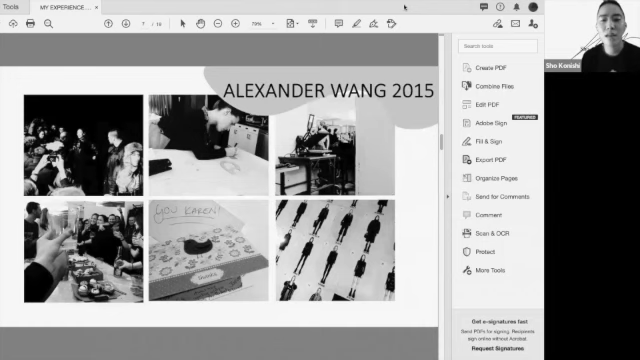 Tools
MY EXPERIENCE...
7 / 18
79%
Search tools
Sho Konishi
ALEXANDER WANG 2015
Create PDF
Combine Files
Edit PDF
FEATURED
Adobe Sign
Fill & Sign
Export PDF
Organize Pages
Send for Comments
Comment
Scan & OCR
Protect
More Tools
Get e-signatures fast
Send PDFs for signing. Recipients
sign online without Acrobat.
Request Signatures